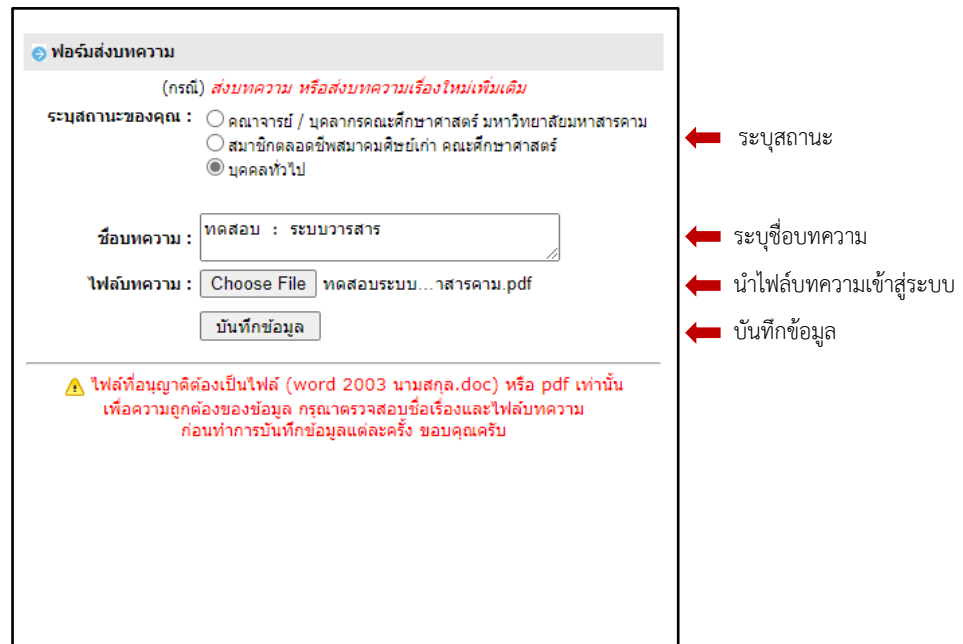 ฟอร์มส่งบทความ
(กรณี) ส่งบทความ หรือส่งบทความเรื่องใหม่เพิ่มเติม
ระบุสถานะของคุณ : คณาจารย์ / บุคลากรคณะศึกษาศาสตร์ มหาวิทยาลัยมหาสารคาม
สมาชิกตลอดชีพสมาคมศิษย์เก่า คณะศึกษาศาสตร์
บุคคลทั่วไป
ระบุสถานะ
ชื่อบทความ : ทดสอบ : ระบบวารสาร
ระบุชื่อบทความ
ไฟล์บทความ : Choose File ทดสอบระบบ...าสารคาม.pdf
นำไฟล์บทความเข้าสู่ระบบ
บันทึกข้อมูล
บันทึกข้อมูล
ไฟล์ที่อนุญาติต้องเป็นไฟล์ (word 2003 นามสกุล.doc) หรือ pdf เท่านั้น
เพื่อความถูกต้องของข้อมูล กรุณาตรวจสอบชื่อเรื่องและไฟล์บทความ
ก่อนทำการบันทึกข้อมูลแต่ละครั้ง ขอบคุณครับ